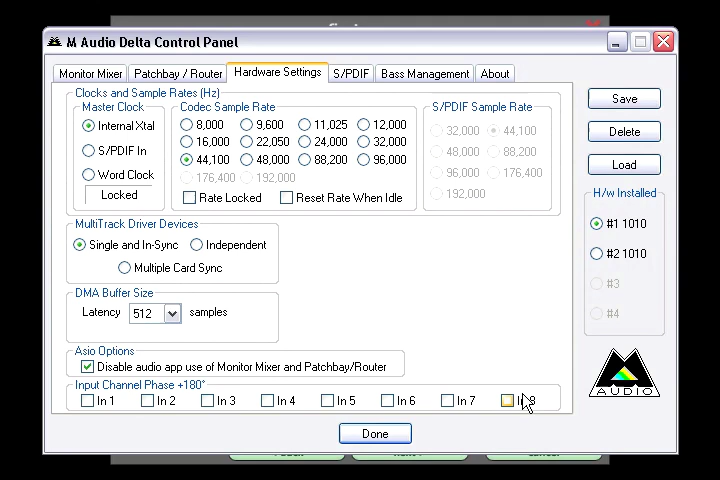 M Audio Delta Control Panel
Monitor Mixer Patchbay / Router Hardware Settings S/PDIF Bass Management About
Clocks and Sample Rates (Hz)
Master Clock
Internal Xtal
S/PDIF In
Word Clock
Locked
Codec Sample Rate
8,000 9,600 11,025 12,000
16,000 22,050 24,000 32,000
44,100 48,000 88,200 96,000
176,400 192,000
Rate Locked Reset Rate When Idle
S/PDIF Sample Rate
32,000 44,100
48,000 88,200
96,000 176,400
192,000
MultiTrack Driver Devices
Single and In-Sync Independent
Multiple Card Sync
DMA Buffer Size
Latency 512 samples
Asio Options
Disable audio app use of Monitor Mixer and Patchbay/Router
Input Channel Phase +180°
In 1 In 2 In 3 In 4 In 5 In 6 In 7 In 8
Save
Delete
Load
H/w Installed
#1 1010
#2 1010
#3
#4
M
AUDIO
Done